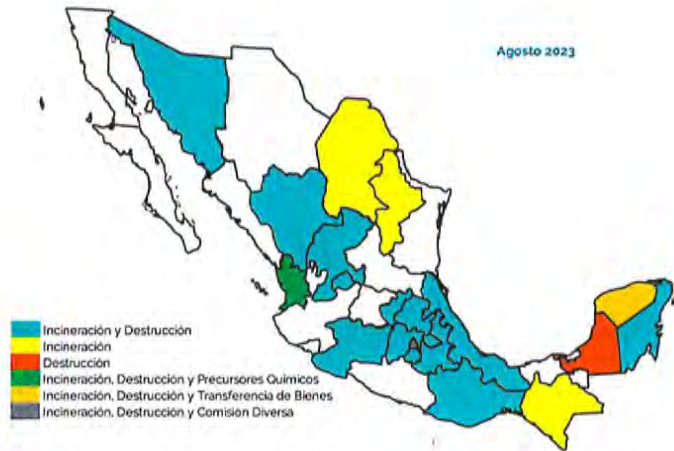 Agosto 2023
Incineración y Destrucción
Incineración
Destrucción
Incineración, Destrucción y Precursores Químicos
Incineración, Destrucción y Transferencia de Bienes
Incineración, Destrucción y Comisión Diversa